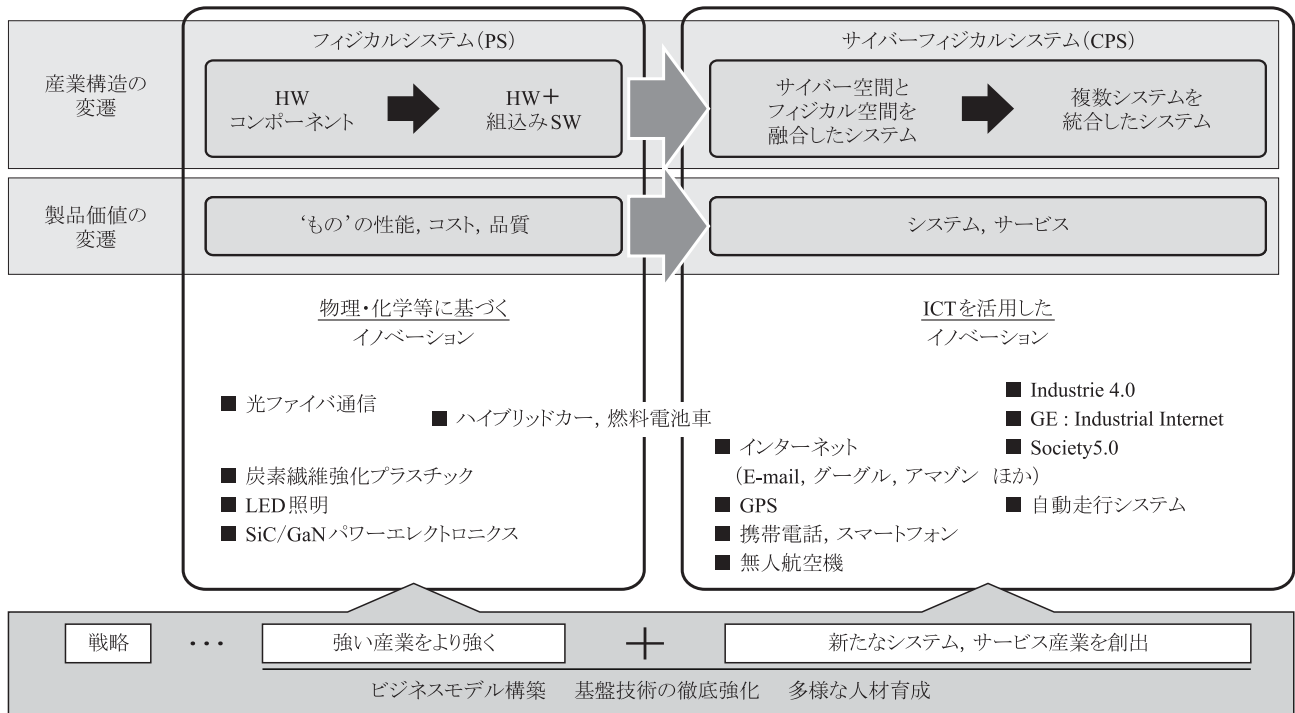 フィジカルシステム(PS)
サイバーフィジカルシステム(CPS)
産業構造の
変遷
HW
コンポーネント
HW+
組込みSW
サイバー空間と
フィジカル空間を
融合したシステム
複数システムを
統合したシステム
製品価値の
変遷
‘もの’の性能, コスト, 品質
システム, サービス
物理・化学等に基づく
イノベーション
ICTを活用した
イノベーション
■ 光ファイバ通信
■ ハイブリッドカー, 燃料電池車
■ 炭素繊維強化プラスチック
■ LED照明
■ SiC/GaNパワーエレクトロニクス
■ Industrie 4.0
■ GE : Industrial Internet
■ Society5.0
■ インターネット
(E-mail, グーグル, アマゾン ほか)
■ GPS
■ 自動走行システム
■ 携帯電話, スマートフォン
■ 無人航空機
戦略 … 強い産業をより強く + 新たなシステム, サービス産業を創出
ビジネスモデル構築 基盤技術の徹底強化 多様な人材育成